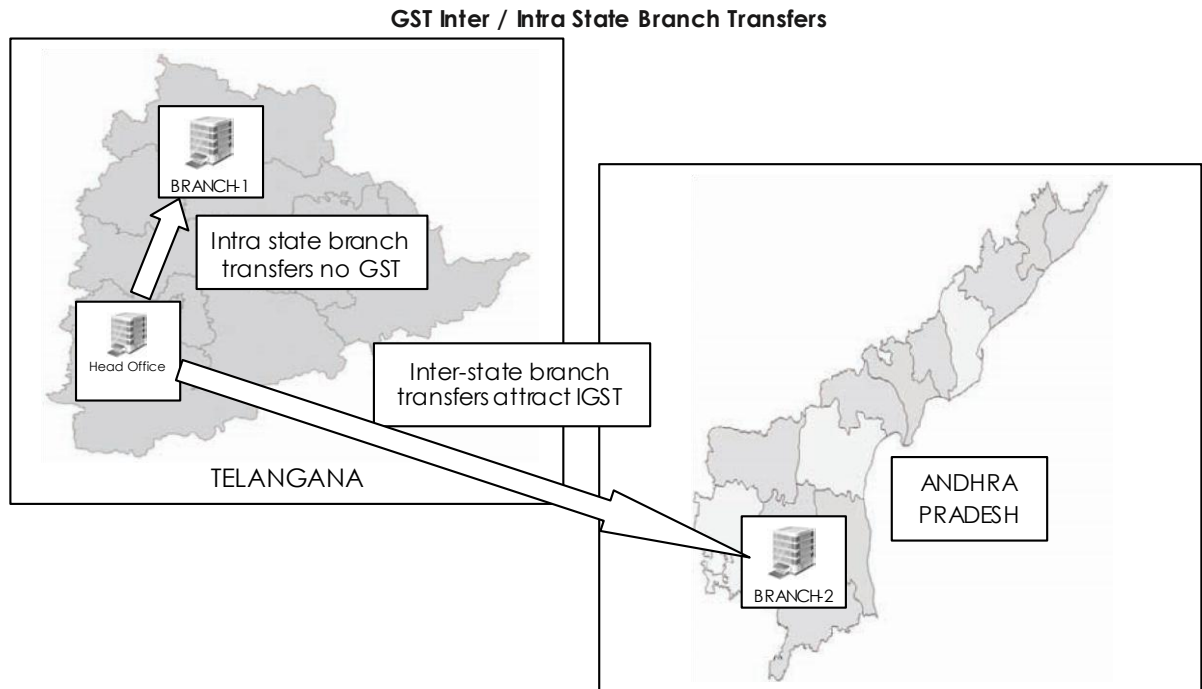 GST Inter / Intra State Branch Transfers
BRANCH-1
Intra state branch
transfers no GST
Head Office
Inter-state branch
transfers attract IGST
TELANGANA
ANDHRA
PRADESH
BRANCH-2